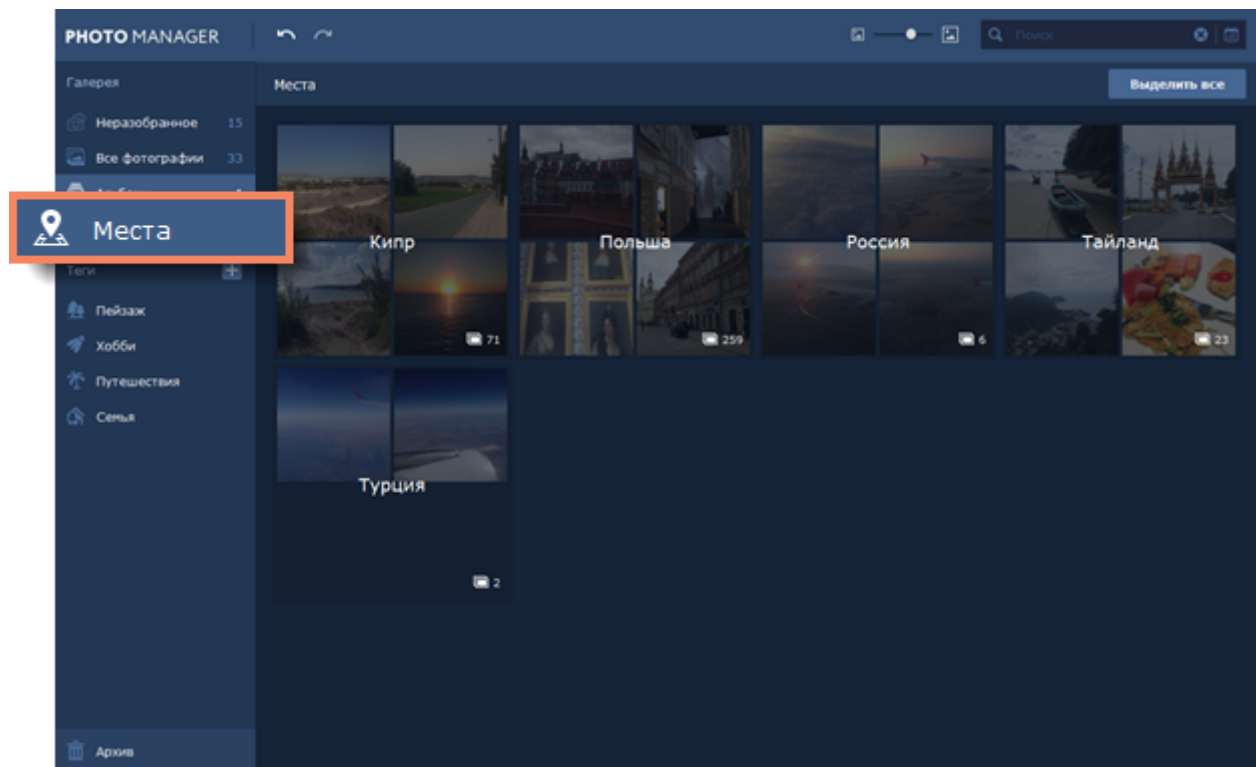 PHOTO MANAGER
Поиск
Галерея
Места
Выделить все
Неразобранное 15
Все фотографии 33
Места
Теги
Пейзаж
Хобби
Путешествия
Семья
Архив
Кипр
71
Польша
259
Россия
6
Тайланд
23
Турция
2